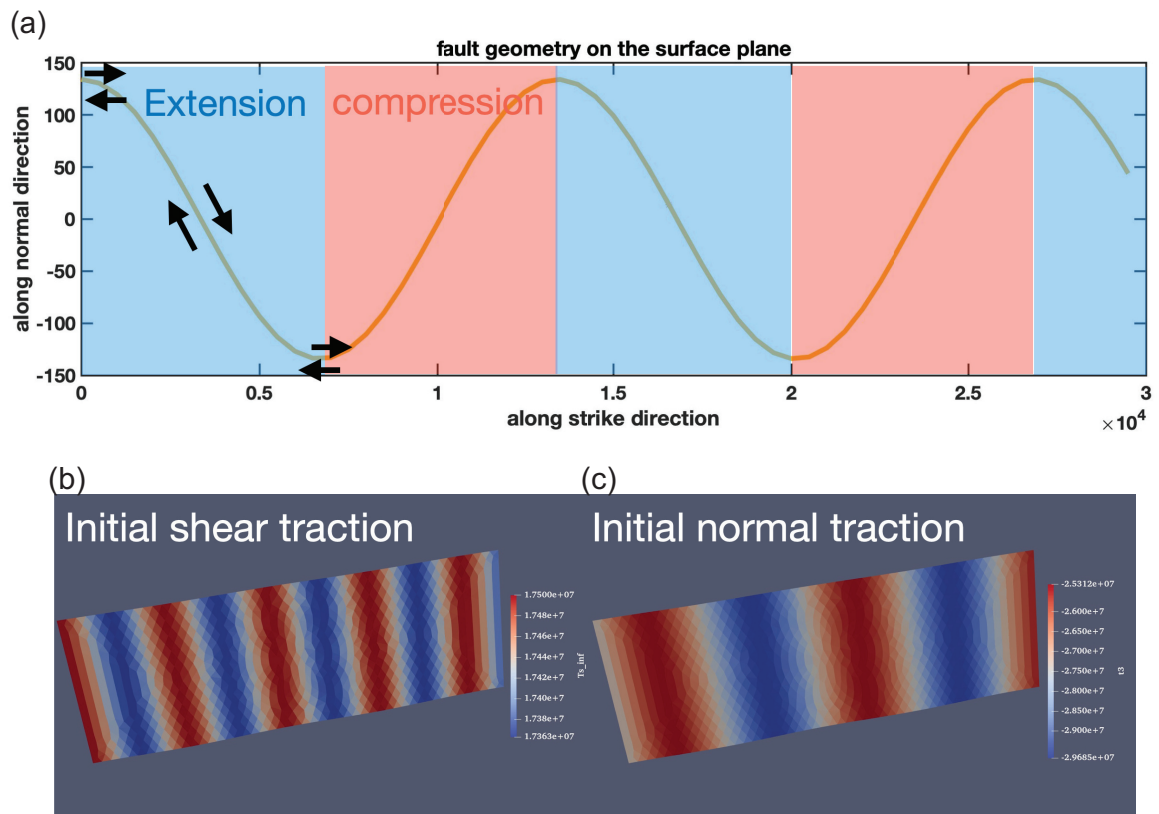 (a)
fault geometry on the surface plane
150
100
50
0
-50
-100
-150
along normal direction
Extension compression
0 0.5 1 1.5 2 2.5 3
along strike direction
×10⁴
(b)
(c)
Initial shear traction
1.7500e+07
1.748e+7
1.746e+7
1.744e+7
1.742e+7
1.740e+7
1.738e+7
1.7363e+07
Ts_inf
Initial normal traction
-2.5312e+07
-2.600e+7
-2.650e+7
-2.700e+7
-2.750e+7
-2.800e+7
-2.850e+7
-2.900e+7
-2.9685e+07
t3